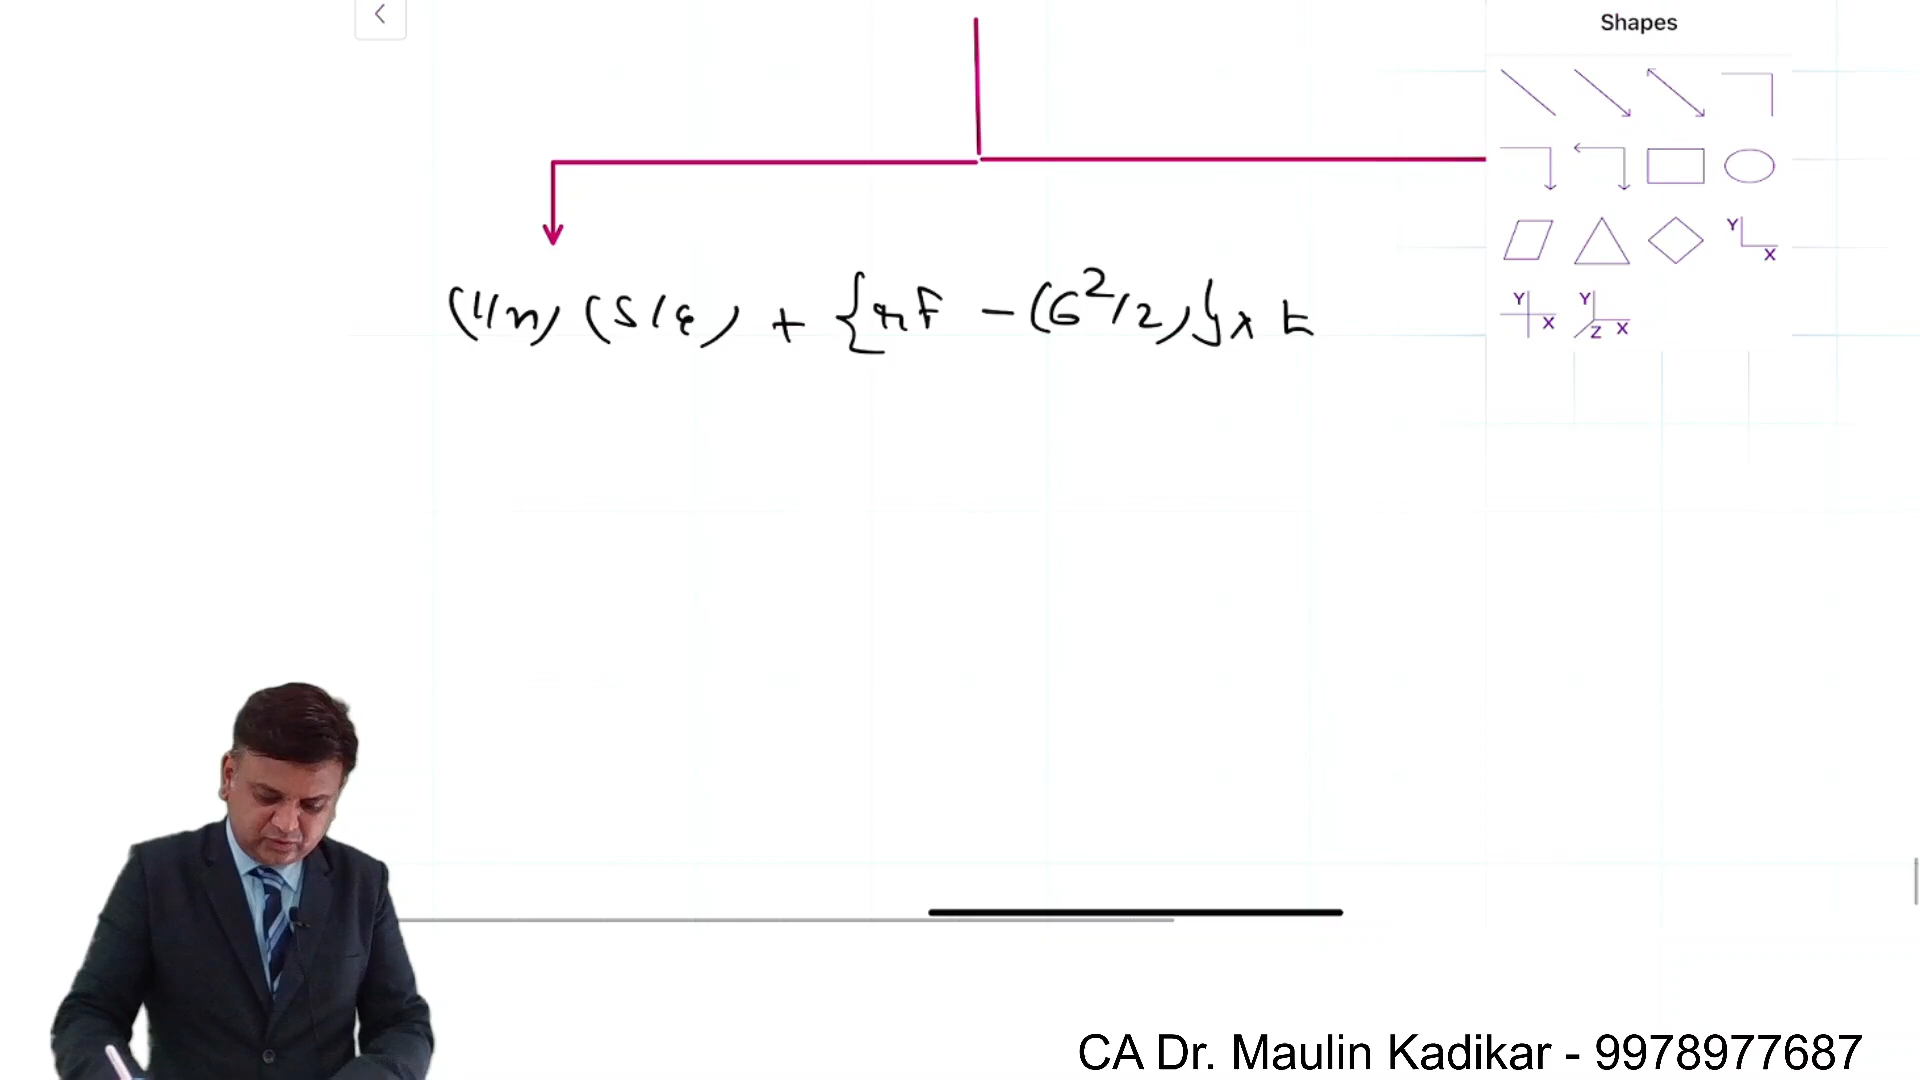 Shapes
Y
X
Y
X
Y
Z X
(1/n) (S/E) + {rF - (σ²/2)} x t
CA Dr. Maulin Kadikar - 9978977687